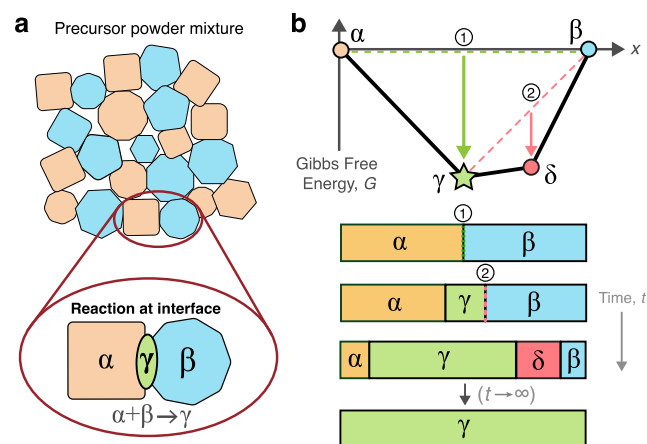 a
Precursor powder mixture
Reaction at interface
α γ β
α+β→γ
b
α
①
β
x
②
Gibbs Free
Energy, G
γ
δ
①
α β
②
α γ β
Time, t
α γ δ β
(t→∞)
γ